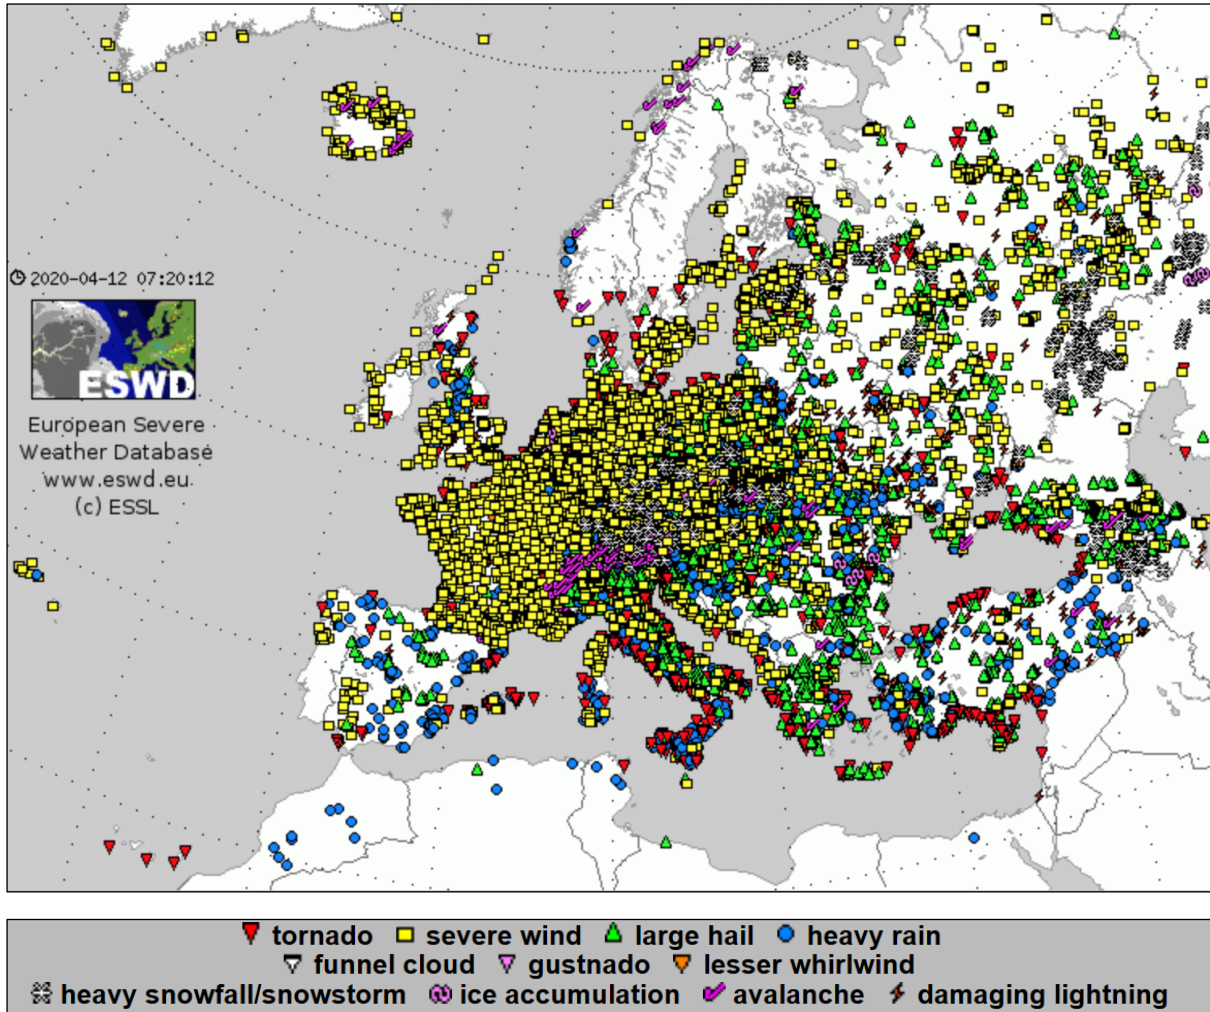 2020-04-12 07:20:12
ESWD
European Severe
Weather Database
www.eswd.eu
(c) ESSL
tornado severe wind large hail heavy rain
funnel cloud gustnado lesser whirlwind
heavy snowfall/snowstorm ice accumulation avalanche damaging lightning